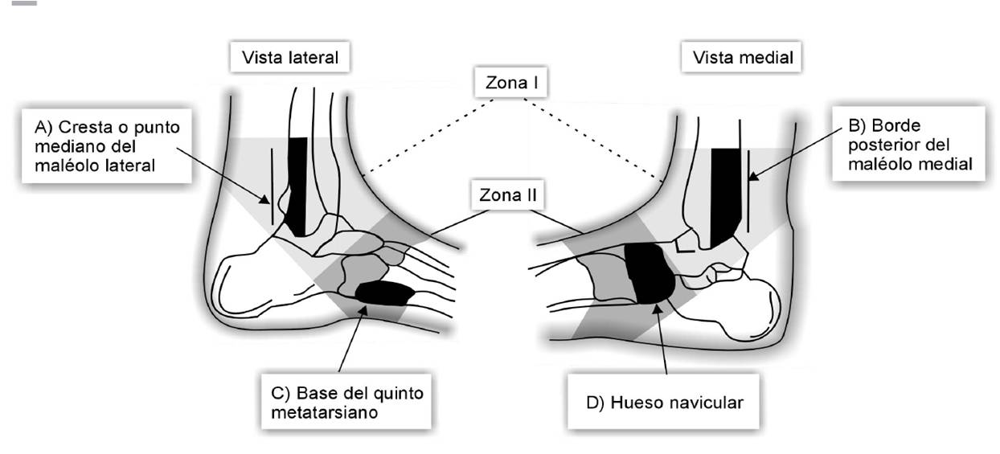 Vista lateral
Vista medial
Zona I
A) Cresta o punto
mediano del
maléolo lateral
B) Borde
posterior del
maléolo medial
Zona II
C) Base del quinto
metatarsiano
D) Hueso navicular